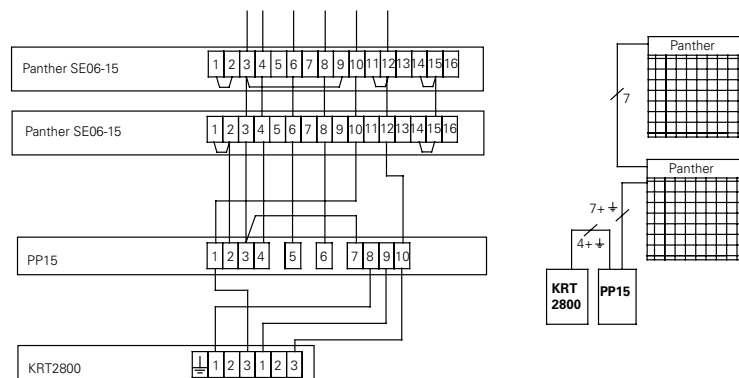 Panther SE06-15 1 2 3 4 5 6 7 8 9 10 11 12 13 14 15 16
Panther SE06-15 1 2 3 4 5 6 7 8 9 10 11 12 13 14 15 16
PP15 1 2 3 4 5 6 7 8 9 10
KRT2800 1 2 3 1 2 3
Panther
7
Panther
7+
4+
KRT
2800
PP15